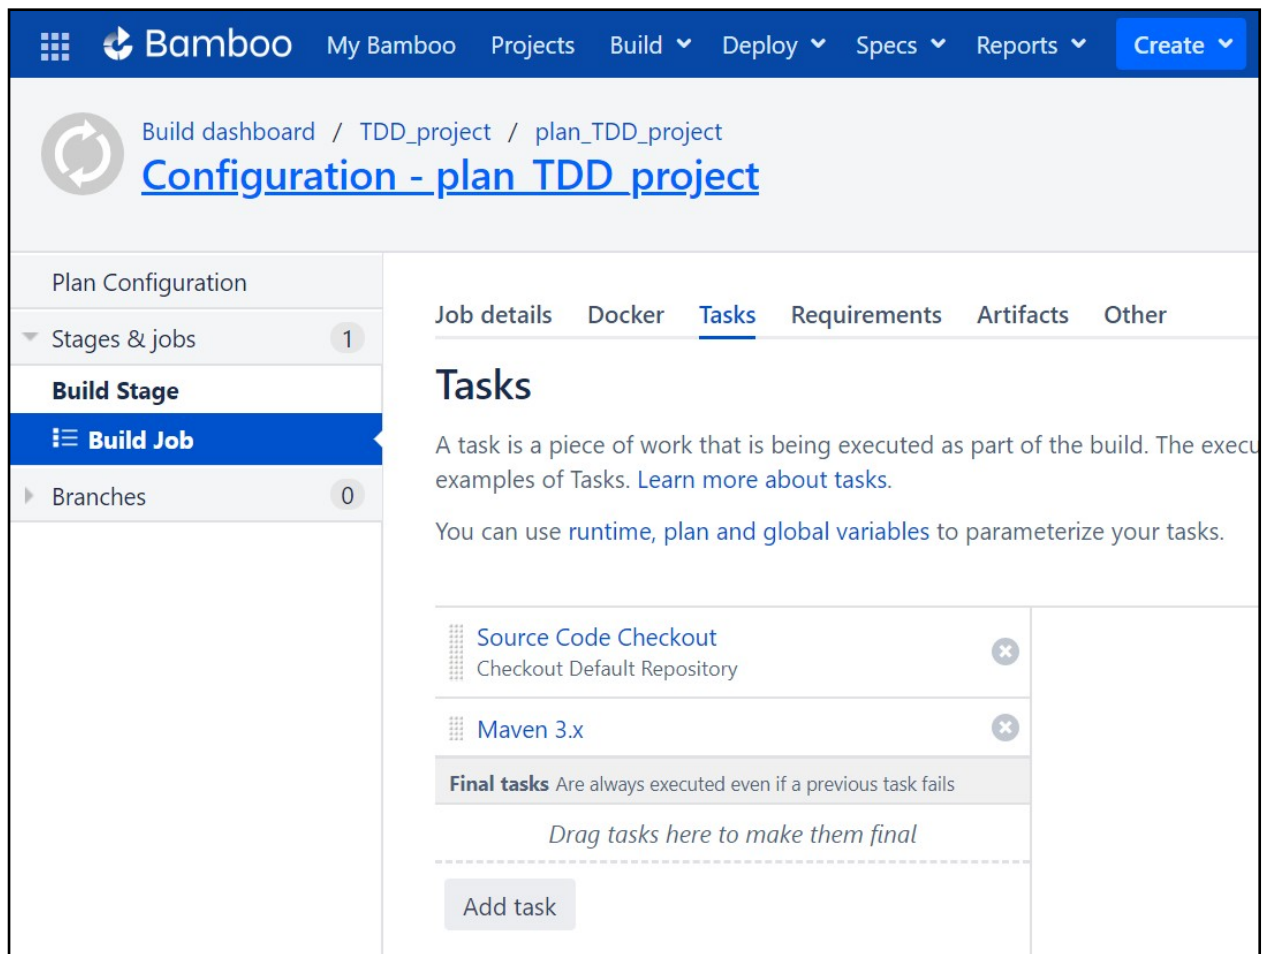 Bamboo My Bamboo Projects Build Deploy Specs Reports Create
Build dashboard / TDD_project / plan_TDD_project
Configuration - plan_TDD_project
Plan Configuration
Stages & jobs 1
Build Stage
Build Job
Branches 0
Job details Docker Tasks Requirements Artifacts Other
Tasks
A task is a piece of work that is being executed as part of the build. The execu
examples of Tasks. Learn more about tasks.
You can use runtime, plan and global variables to parameterize your tasks.
Source Code Checkout
Checkout Default Repository
Maven 3.x
Final tasks Are always executed even if a previous task fails
Drag tasks here to make them final
Add task